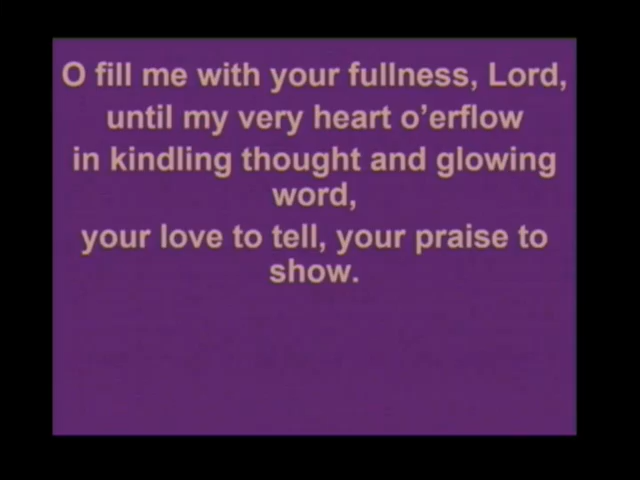 O fill me with your fullness, Lord,
until my very heart o’erflow
in kindling thought and glowing
word,
your love to tell, your praise to
show.